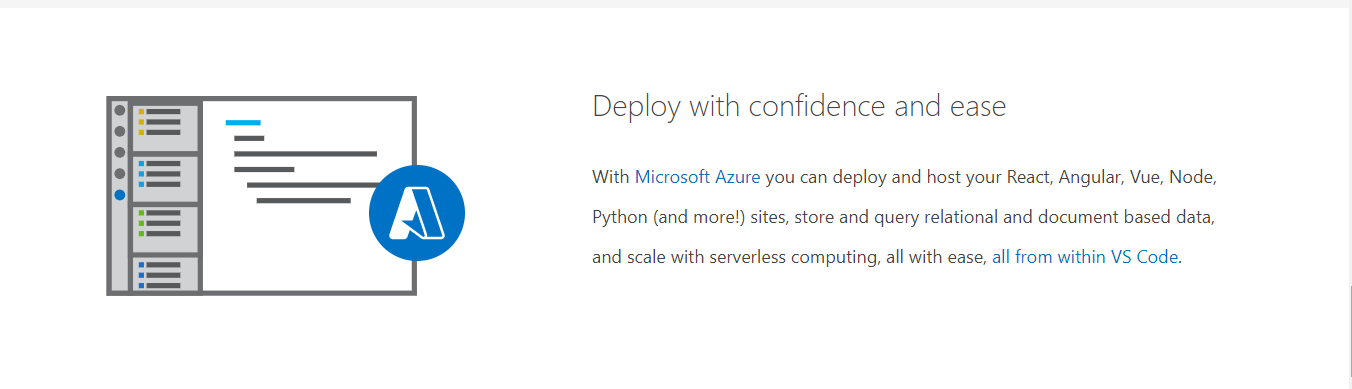 Deploy with confidence and ease
With Microsoft Azure you can deploy and host your React, Angular, Vue, Node,
Python (and more!) sites, store and query relational and document based data,
and scale with serverless computing, all with ease, all from within VS Code.